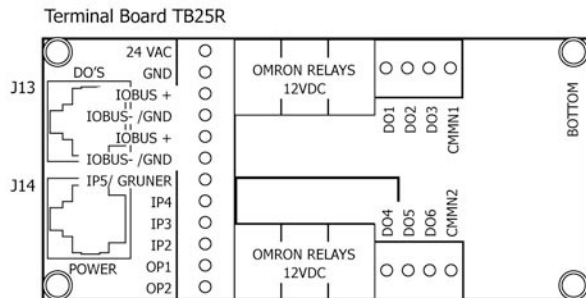 Terminal Board TB25R
J13
DO'S
24 VAC
GND
IOBUS +
IOBUS- /GND
IOBUS +
IOBUS- /GND
J14
IP5/ GRUNER
IP4
IP3
IP2
OP1
OP2
POWER
OMRON RELAYS
12VDC
DO1
DO2
DO3
CMMN1
DO4
DO5
DO6
CMMN2
OMRON RELAYS
12VDC
BOTTOM